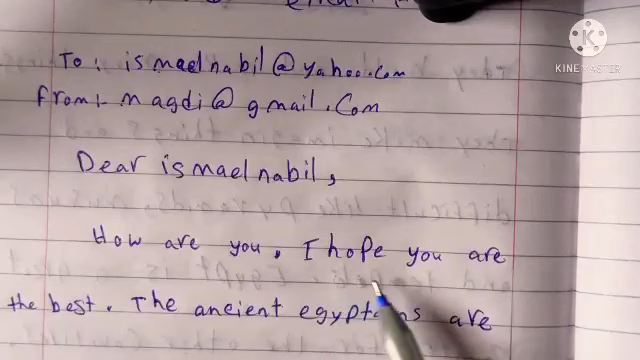 To: ismaelnabil@yahoo.com
from:- magdi@gmail.com
Dear ismaelnabil,
How are you. I hope you are
the best. The ancient egyptians are
KINEMASTER